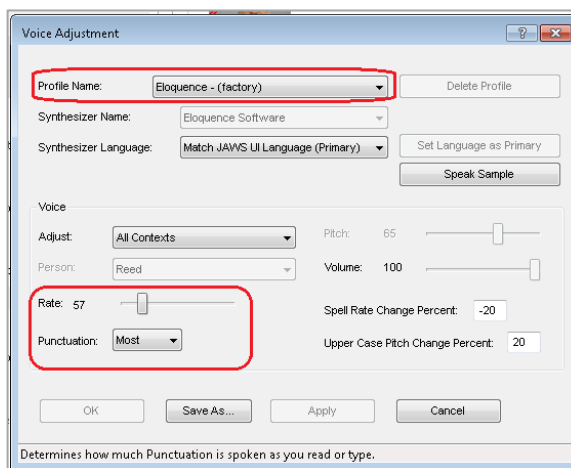 Voice Adjustment
Profile Name: Eloquence - (factory) Delete Profile
Synthesizer Name: Eloquence Software
Synthesizer Language: Match JAWS UI Language (Primary) Set Language as Primary
Speak Sample
Voice
Adjust: All Contexts Pitch: 65
Person: Reed Volume: 100
Rate: 57 Spell Rate Change Percent: -20
Punctuation: Most Upper Case Pitch Change Percent: 20
OK Save As... Apply Cancel
Determines how much Punctuation is spoken as you read or type.